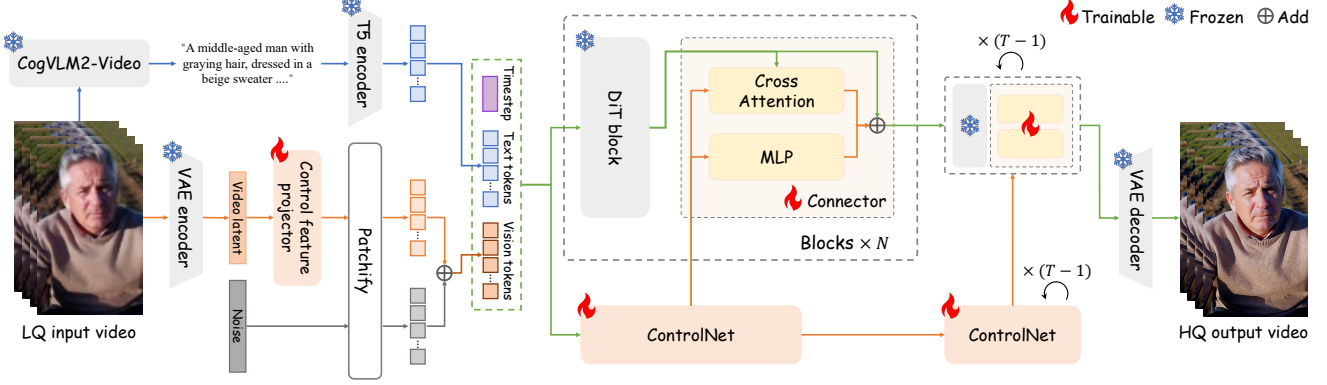 Trainable
Frozen
Add
CogVLM2-Video
"A middle-aged man with
graying hair, dressed in a
beige sweater ...."
T5 encoder
Timestep
Text tokens
Vision tokens
LQ input video
VAE encoder
Video latent
Control feature
projector
Noise
Patchify
DiT block
Cross
Attention
MLP
Connector
Blocks × N
ControlNet
× (T − 1)
× (T − 1)
ControlNet
VAE decoder
HQ output video